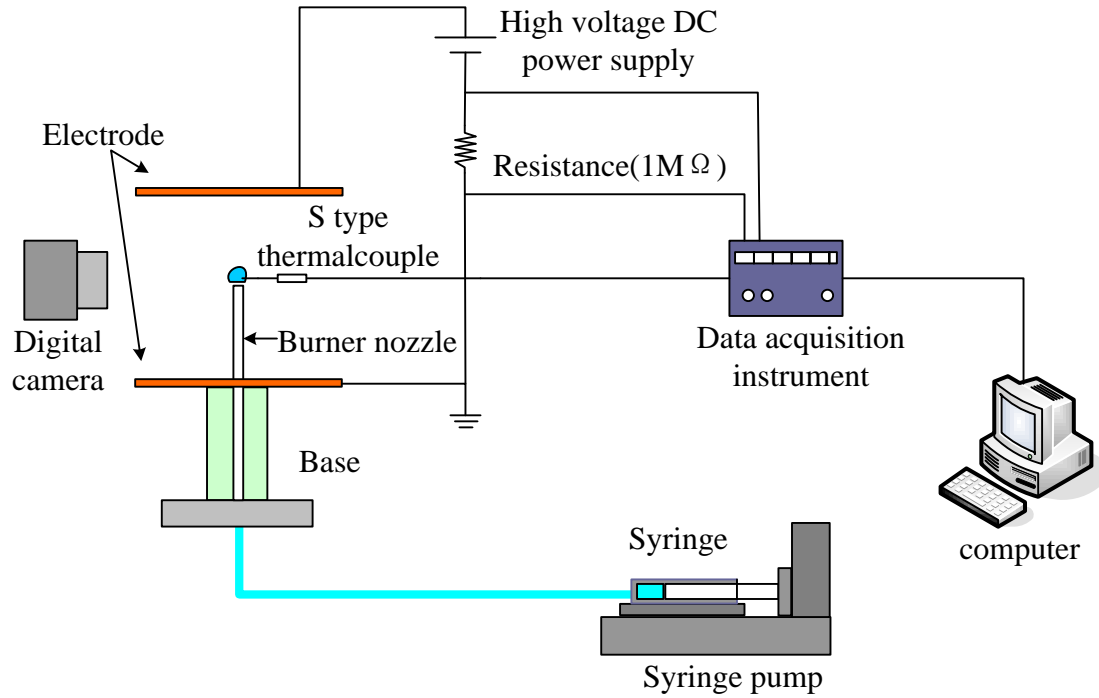 High voltage DC
power supply
Electrode
Resistance(1MΩ)
S type
thermalcouple
Digital
camera
Burner nozzle
Data acquisition
instrument
Base
Syringe
computer
Syringe pump